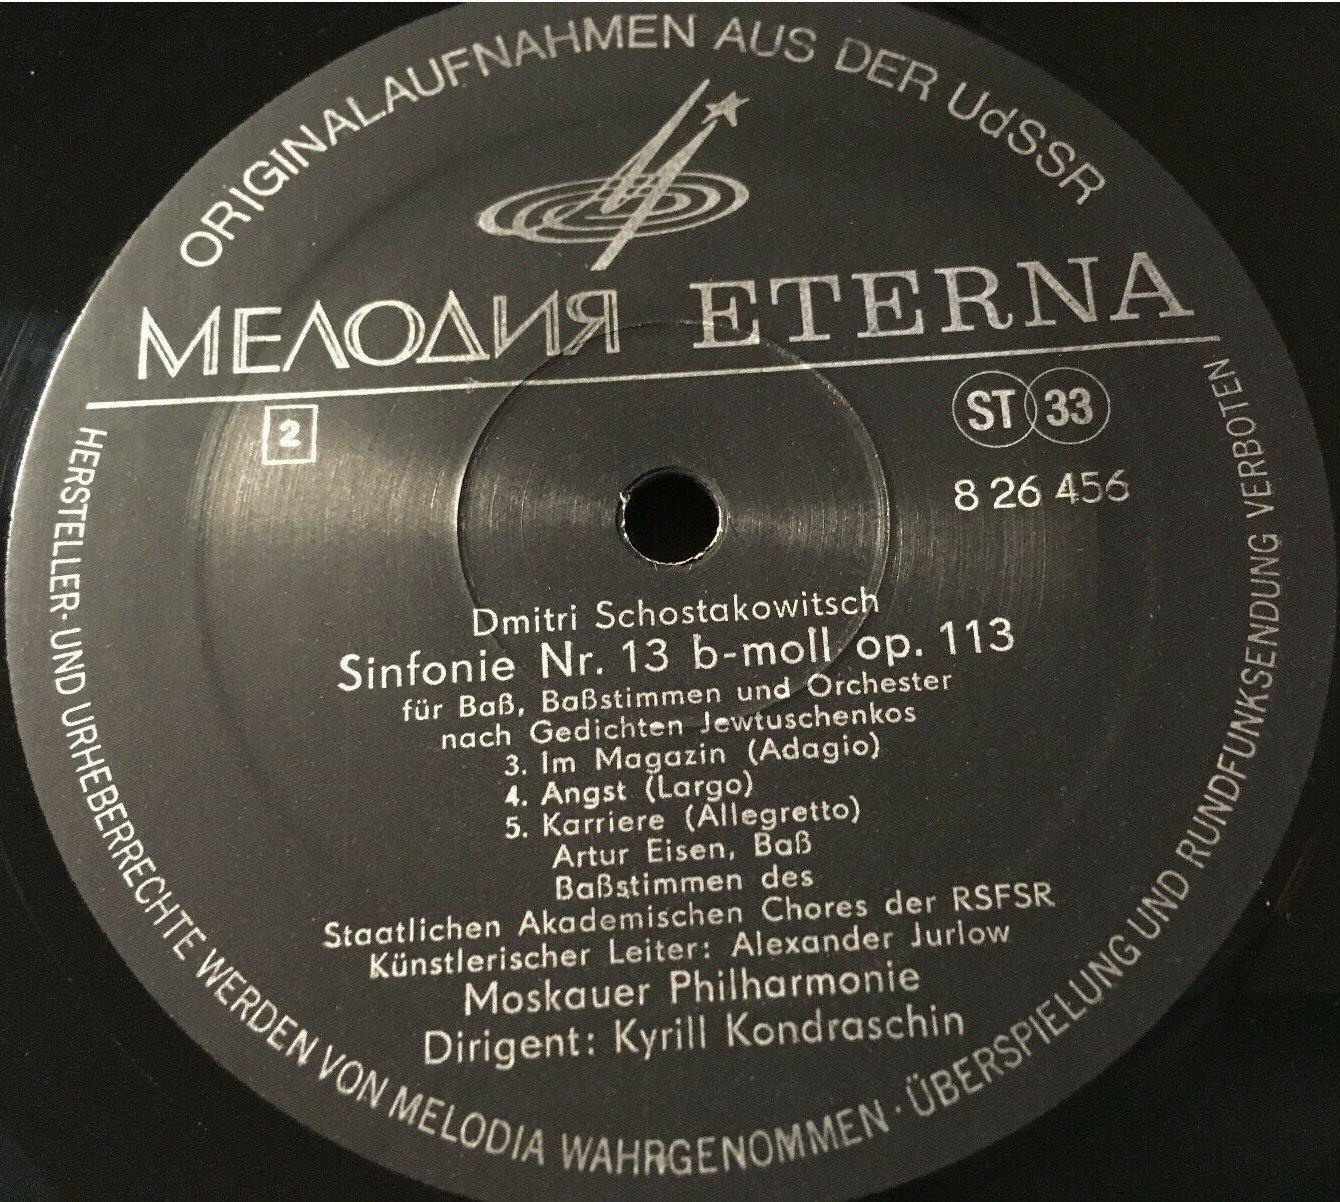 ORIGINALAUFNAHMEN AUS DER UdSSR
МЕЛОДИЯ ETERNA
2
ST 33
8 26 456
Dmitri Schostakowitsch
Sinfonie Nr. 13 b-moll op. 113
für Baß, Baßstimmen und Orchester
nach Gedichten Jewtuschenkos
3. Im Magazin (Adagio)
4. Angst (Largo)
5. Karriere (Allegretto)
Artur Eisen, Baß
Baßstimmen des
Staatlichen Akademischen Chores der RSFSR
Künstlerischer Leiter: Alexander Jurlow
Moskauer Philharmonie
Dirigent: Kyrill Kondraschin
HERSTELLER- UND URHEBERRECHTE WERDEN VON MELODIA WAHRGENOMMEN · ÜBERSPIELUNG UND RUNDFUNKSENDUNG VERBOTEN